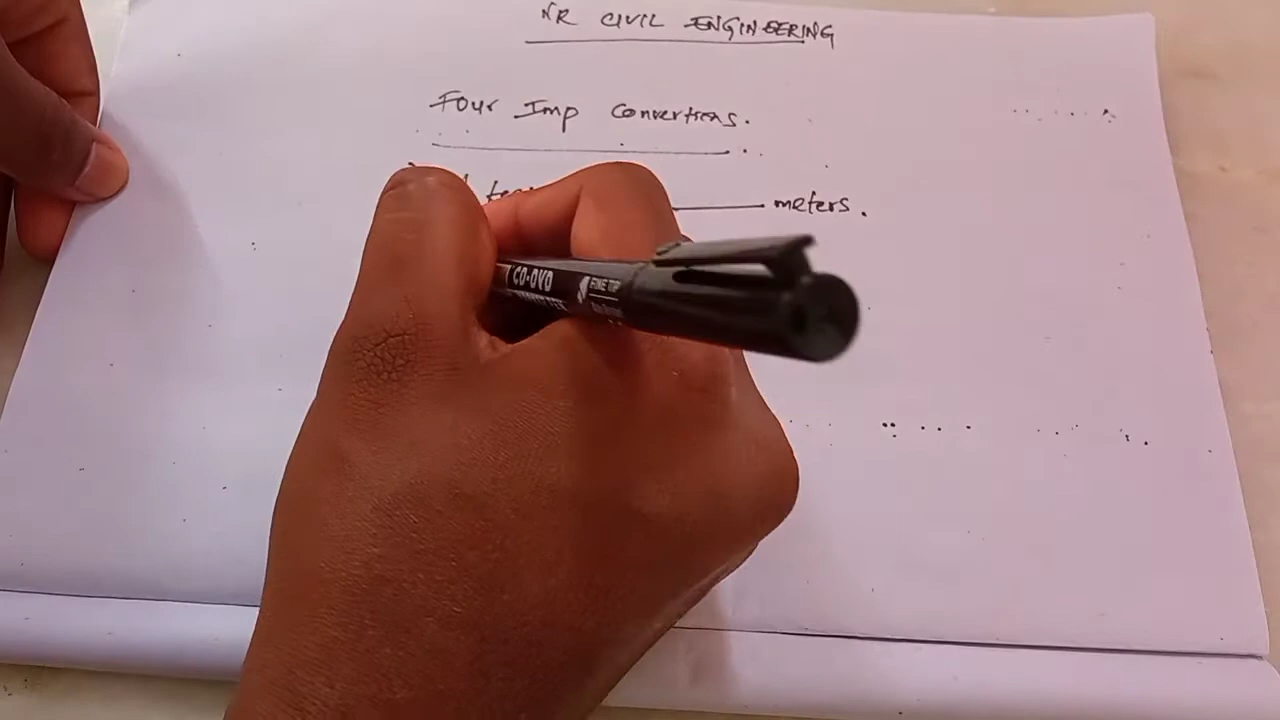 NR CIVIL ENGINEERING
Four Imp Convertions.
meters.
CO-OVO
FINE TIP